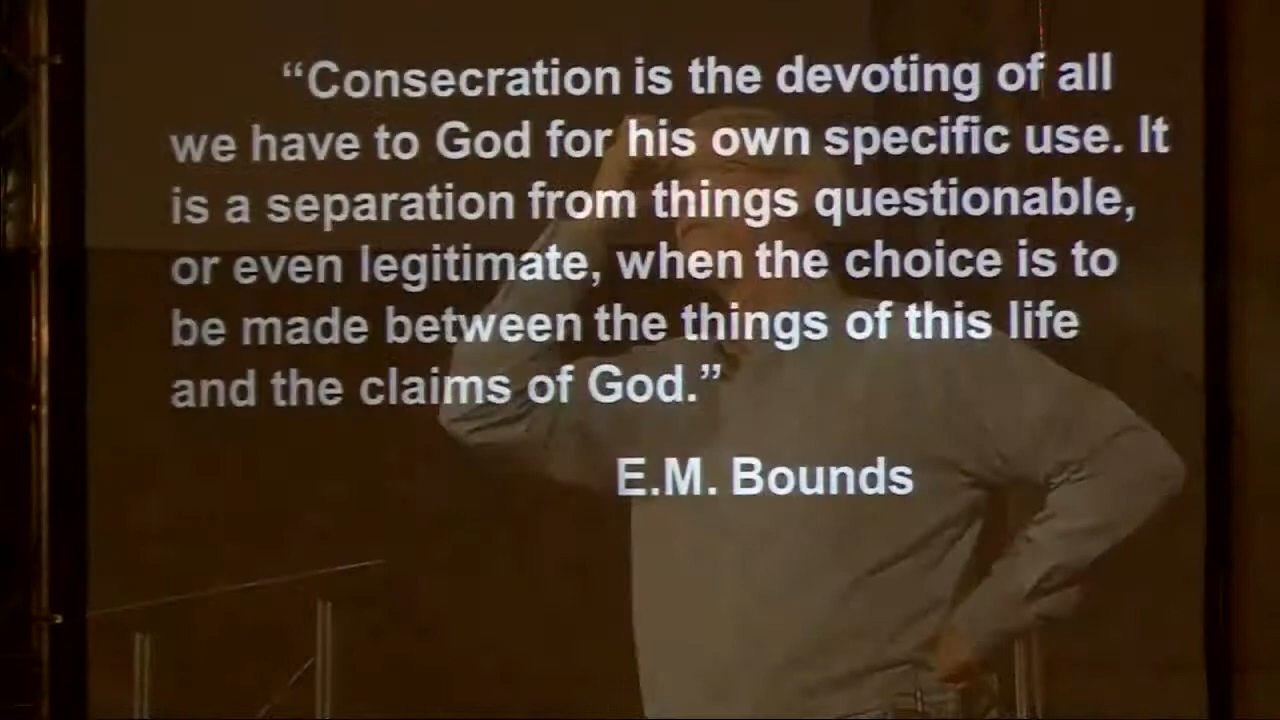 “Consecration is the devoting of all
we have to God for his own specific use. It
is a separation from things questionable,
or even legitimate, when the choice is to
be made between the things of this life
and the claims of God.”
E.M. Bounds